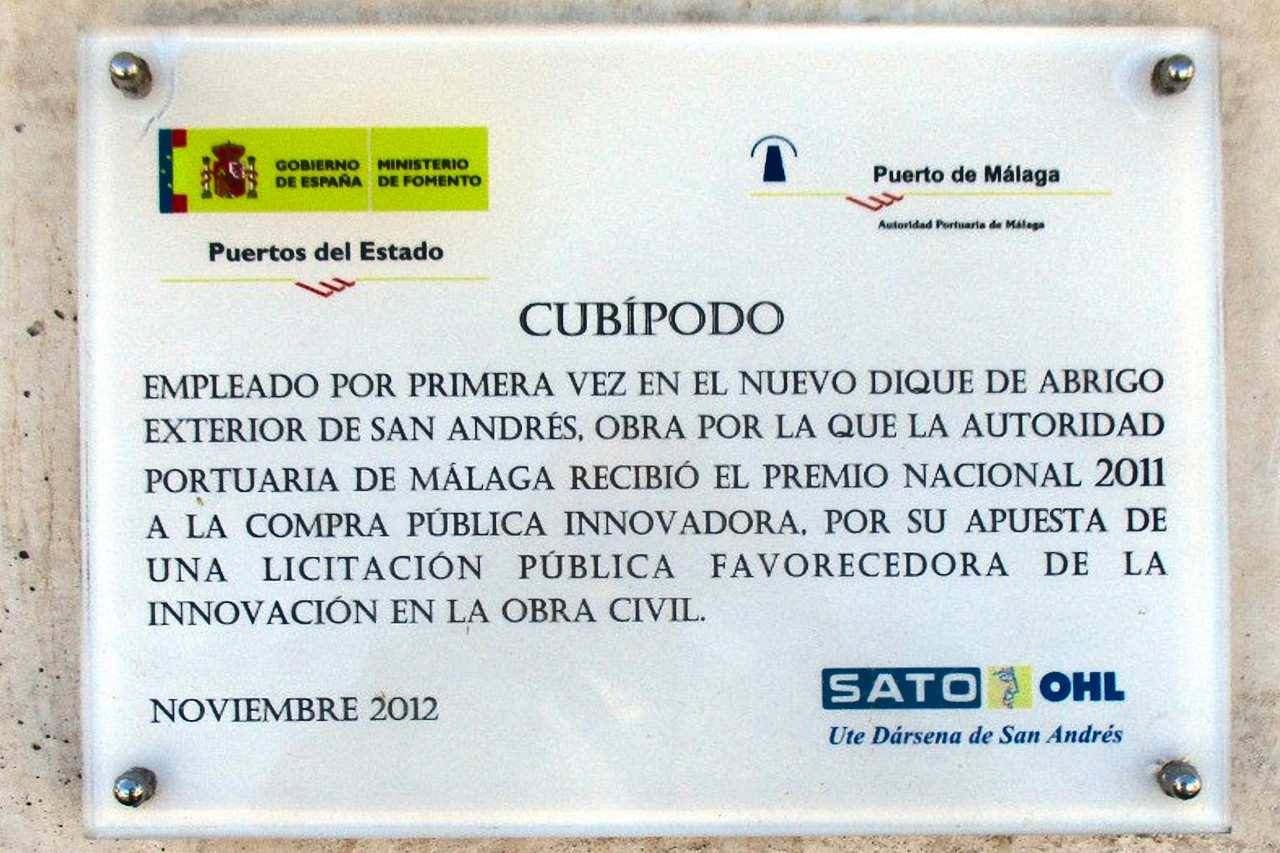 GOBIERNO DE ESPAÑA
MINISTERIO DE FOMENTO
Puertos del Estado
Puerto de Málaga
Autoridad Portuaria de Málaga
CUBÍPODO
EMPLEADO POR PRIMERA VEZ EN EL NUEVO DIQUE DE ABRIGO
EXTERIOR DE SAN ANDRÉS, OBRA POR LA QUE LA AUTORIDAD
PORTUARIA DE MÁLAGA RECIBIÓ EL PREMIO NACIONAL 2011
A LA COMPRA PÚBLICA INNOVADORA, POR SU APUESTA DE
UNA LICITACIÓN PÚBLICA FAVORECEDORA DE LA
INNOVACIÓN EN LA OBRA CIVIL.
NOVIEMBRE 2012
SATO OHL
Ute Dársena de San Andrés